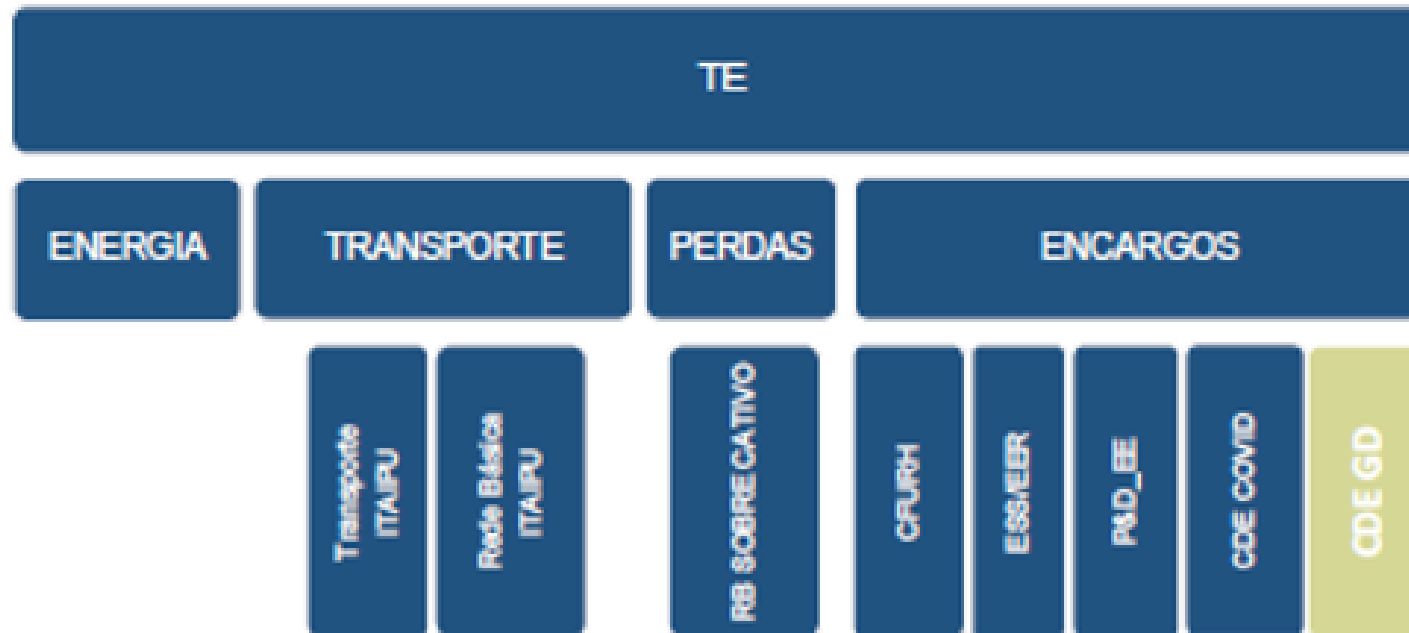 TE
ENERGIA
TRANSPORTE
PERDAS
ENCARGOS
Transporte
ITAIPU
Rede Básica
ITAIPU
RB SOBRE CATIVO
CFURH
ESS/EER
P&D_EE
CDE COVID
CDE GD